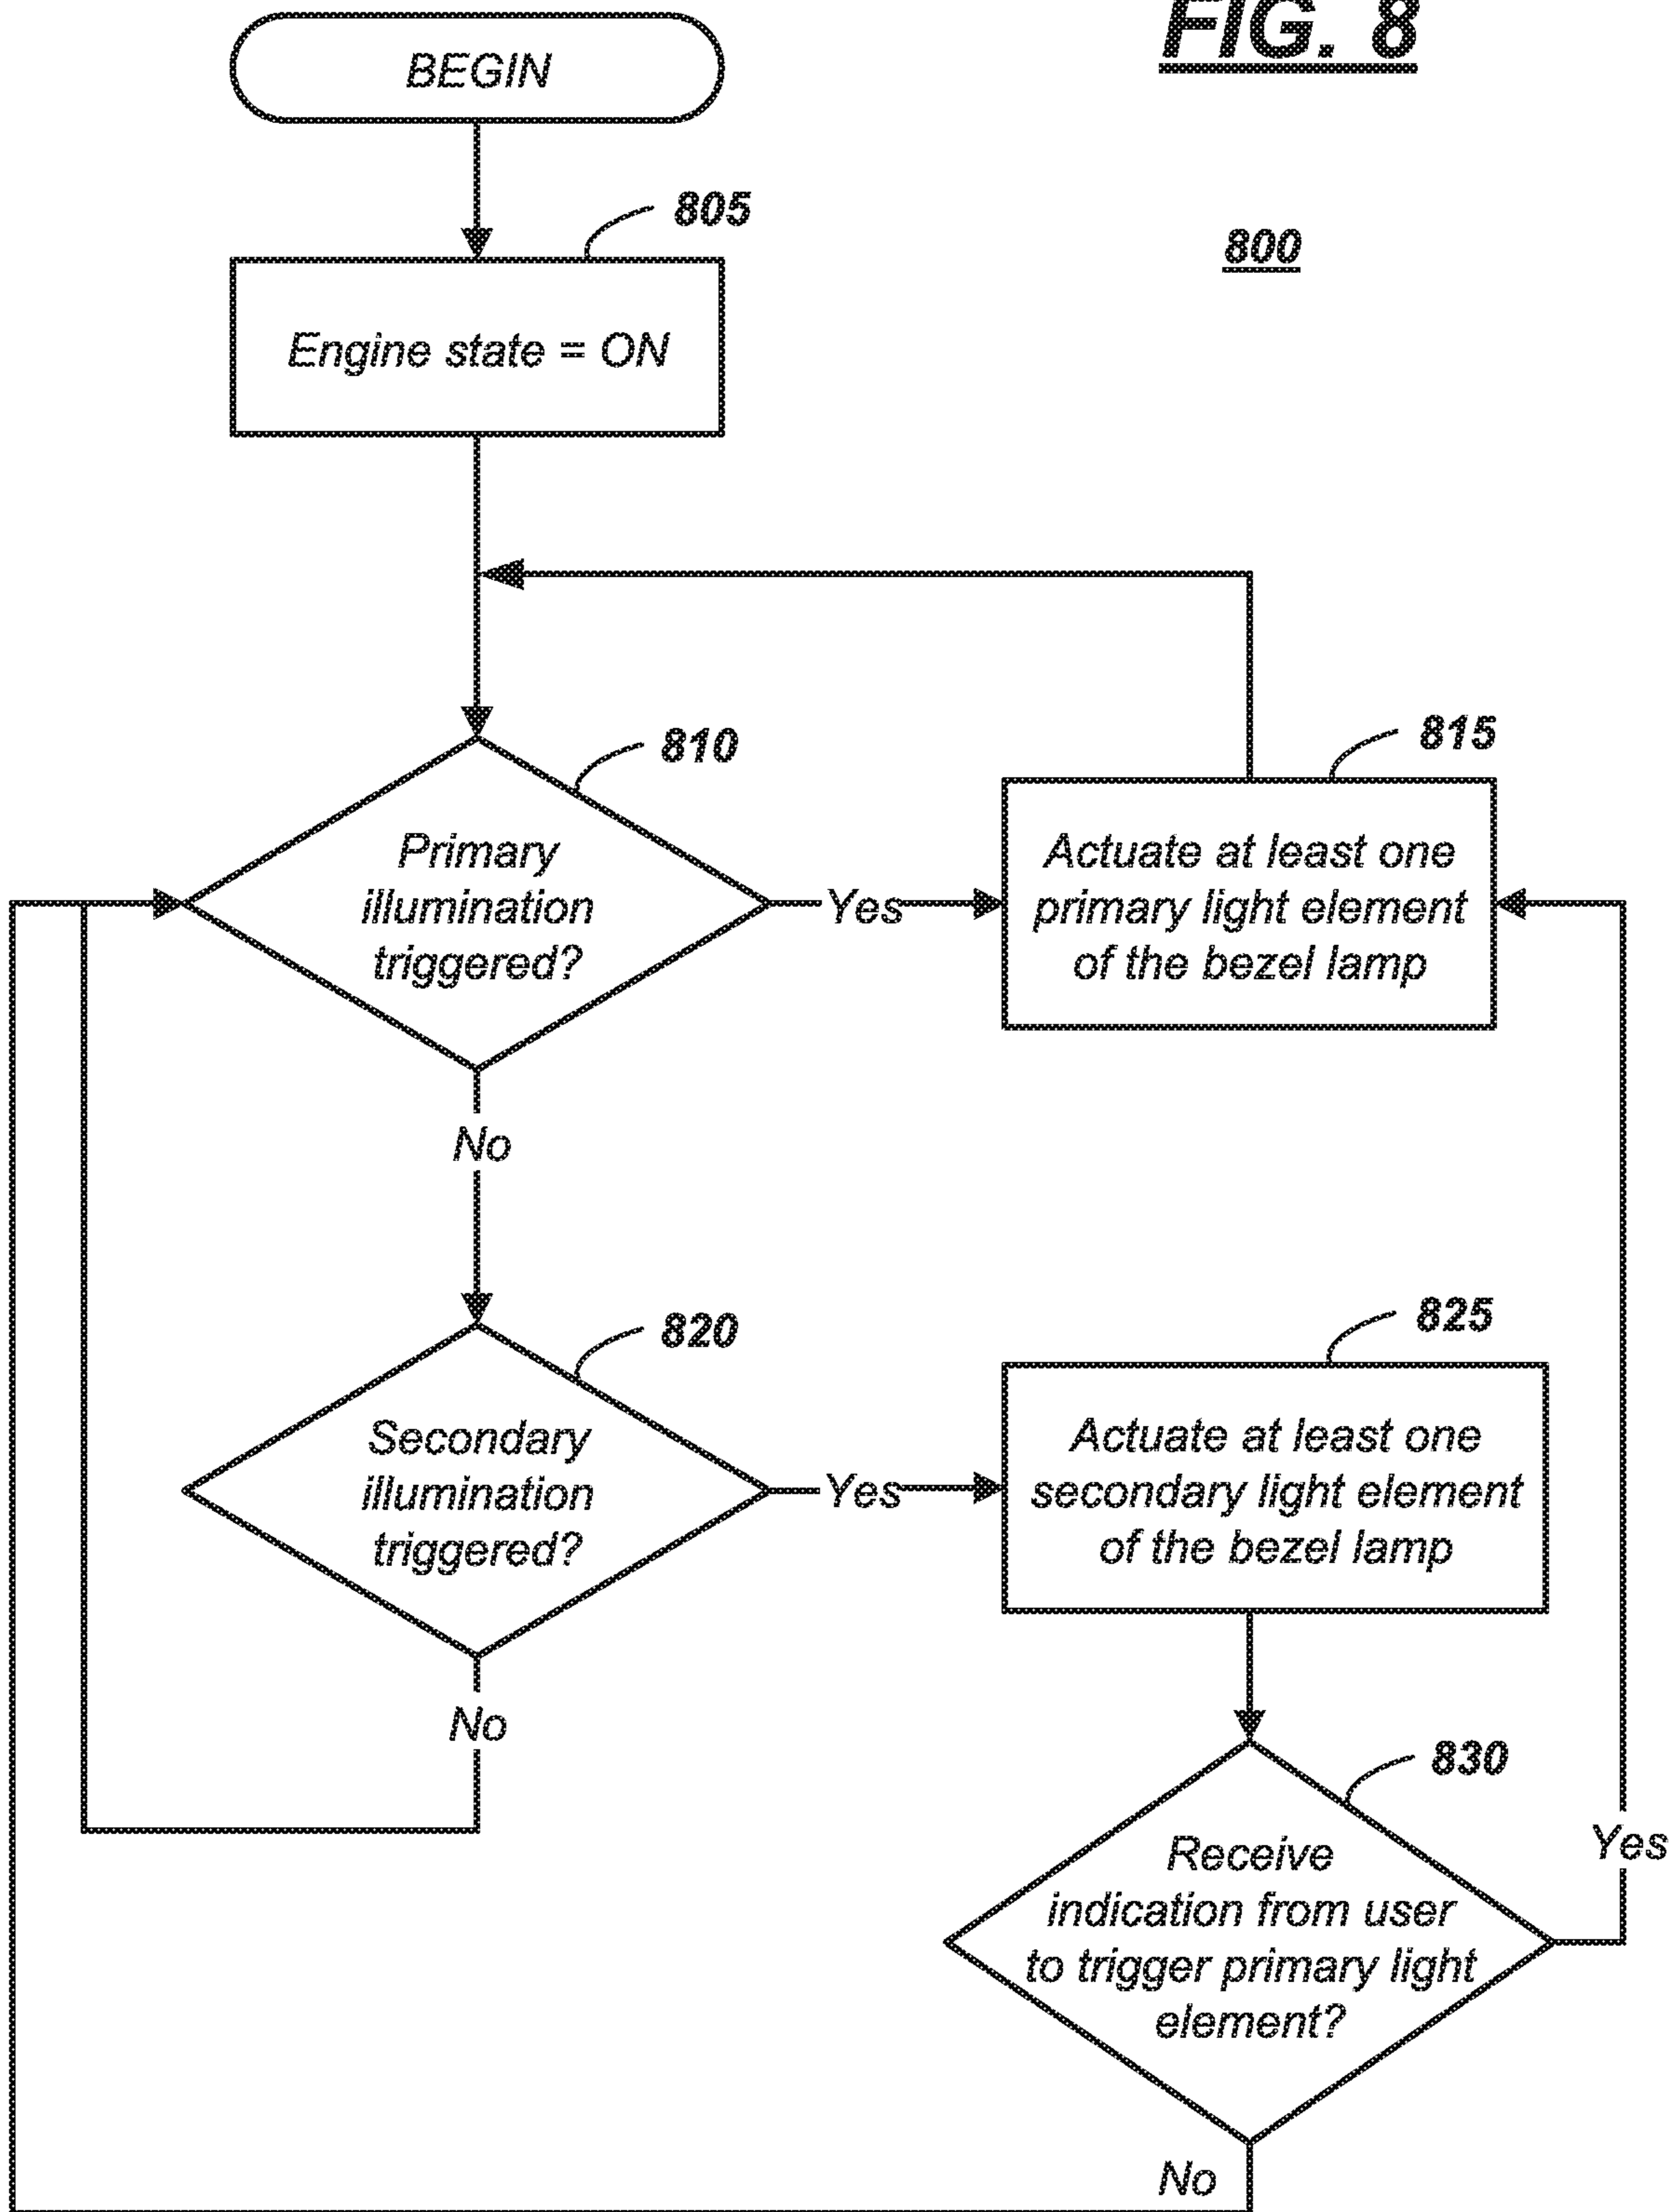 FIG. 8
BEGIN
805
800
Engine state = ON
810
815
Primary
illumination
triggered?
Yes
Actuate at least one
primary light element
of the bezel lamp
No
820
825
Secondary
illumination
triggered?
Yes
Actuate at least one
secondary light element
of the bezel lamp
No
830
Receive
indication from user
to trigger primary light
element?
Yes
No